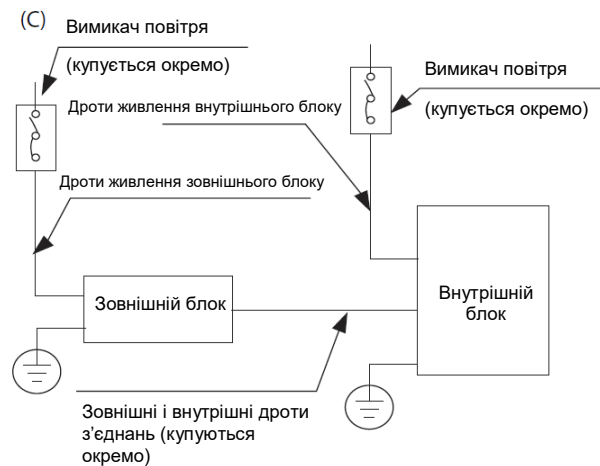 (C)
Вимикач повітря
(купується окремо)
Вимикач повітря
(купується окремо)
Дроти живлення внутрішнього блоку
Дроти живлення зовнішнього блоку
Зовнішній блок
Внутрішній
блок
Зовнішні і внутрішні дроти
з’єднань (купуються
окремо)